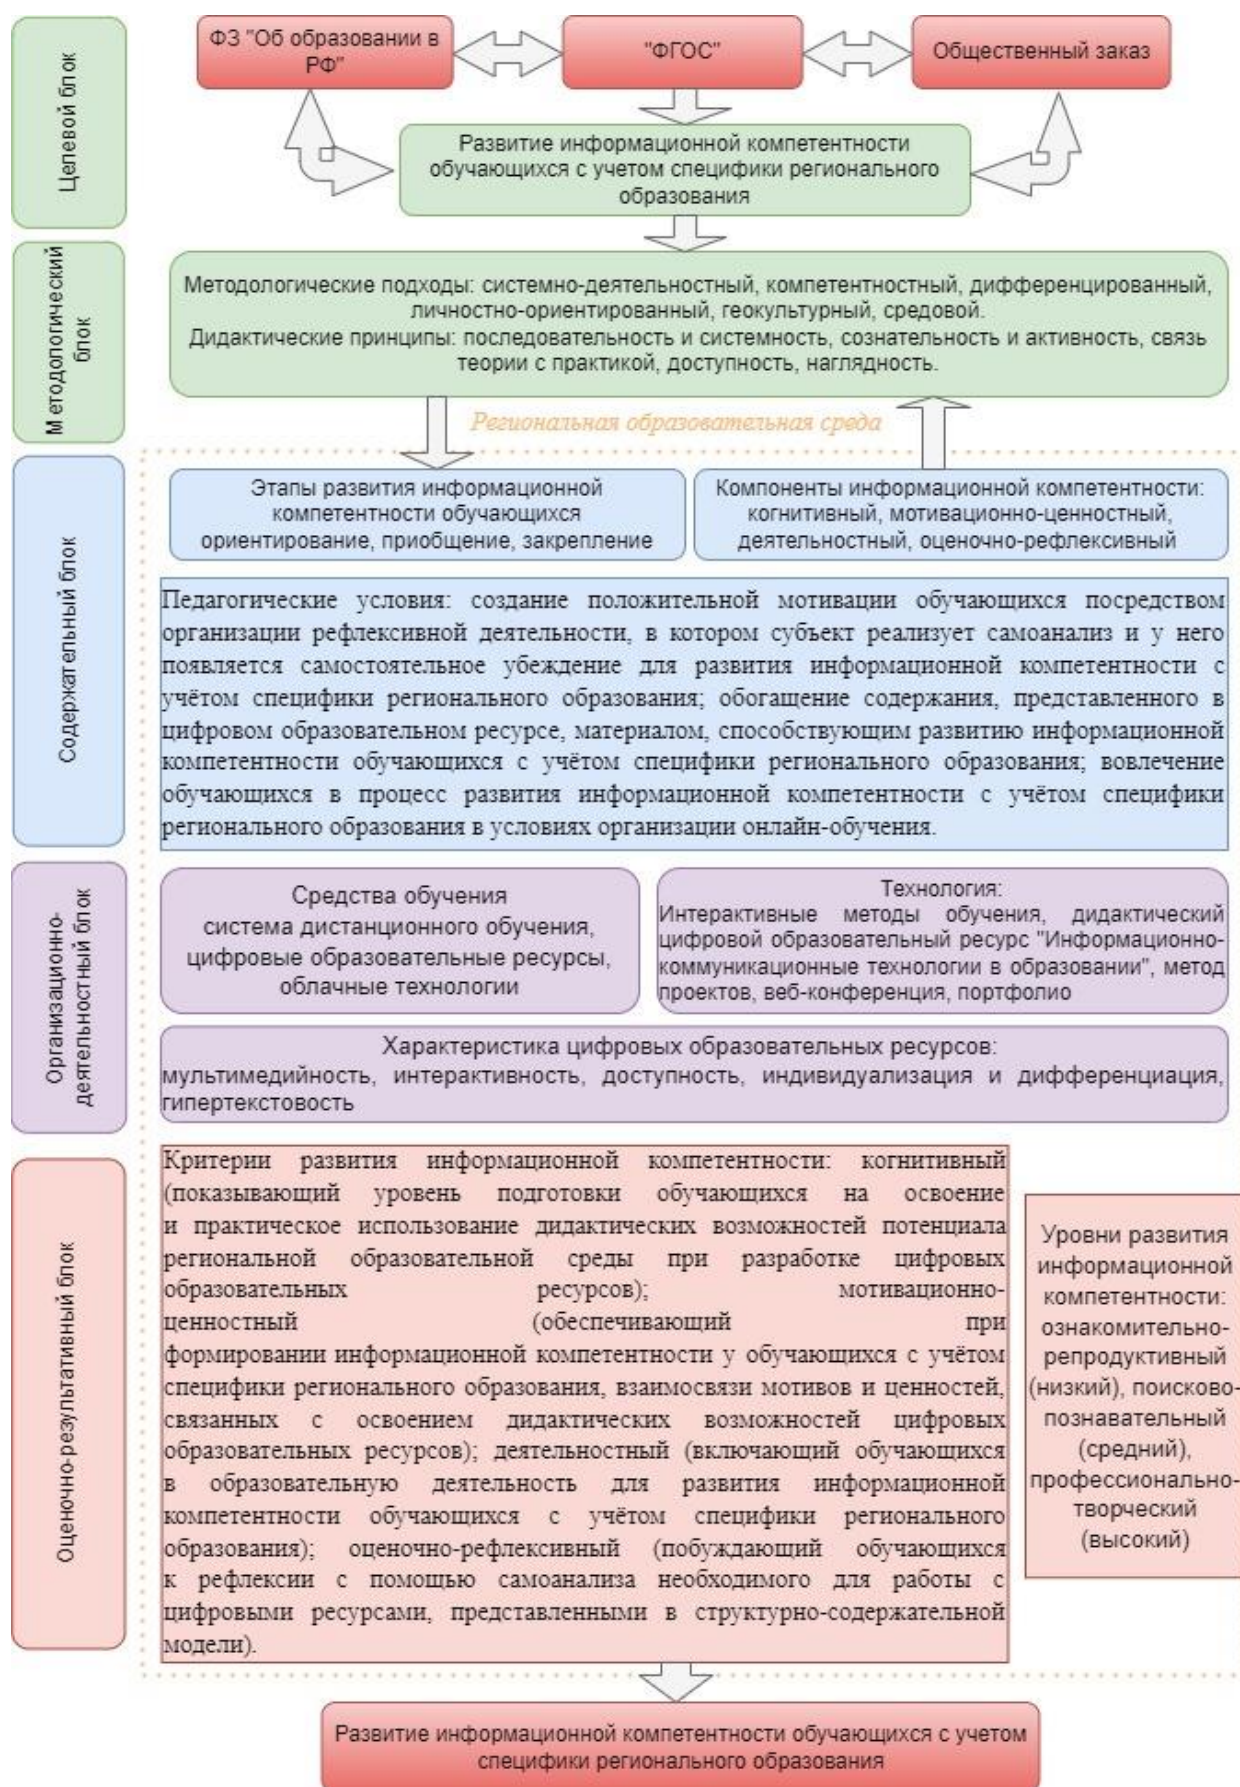 ФЗ "Об образовании в
РФ"
"ФГОС"
Общественный заказ
Целевой блок
Развитие информационной компетентности
обучающихся с учетом специфики регионального
образования
Методологический
блок
Методологические подходы: системно-деятельностный, компетентностный, дифференцированный,
личностно-ориентированный, геокультурный, средовой.
Дидактические принципы: последовательность и системность, сознательность и активность, связь
теории с практикой, доступность, наглядность.
Региональная образовательная среда
Содержательный блок
Этапы развития информационной
компетентности обучающихся
ориентирование, приобщение, закрепление
Компоненты информационной компетентности:
когнитивный, мотивационно-ценностный,
деятельностный, оценочно-рефлексивный
Педагогические условия: создание положительной мотивации обучающихся посредством
организации рефлексивной деятельности, в котором субъект реализует самоанализ и у него
появляется самостоятельное убеждение для развития информационной компетентности с
учётом специфики регионального образования; обогащение содержания, представленного в
цифровом образовательном ресурсе, материалом, способствующим развитию информационной
компетентности обучающихся с учётом специфики регионального образования; вовлечение
обучающихся в процесс развития информационной компетентности с учётом специфики
регионального образования в условиях организации онлайн-обучения.
Организационно-
деятельностный блок
Средства обучения
система дистанционного обучения,
цифровые образовательные ресурсы,
облачные технологии
Технология:
Интерактивные методы обучения, дидактический
цифровой образовательный ресурс "Информационно-
коммуникационные технологии в образовании", метод
проектов, веб-конференция, портфолио
Характеристика цифровых образовательных ресурсов:
мультимедийность, интерактивность, доступность, индивидуализация и дифференциация,
гипертекстовость
Оценочно-результативный блок
Критерии развития информационной компетентности: когнитивный
(показывающий уровень подготовки обучающихся на освоение
и практическое использование дидактических возможностей потенциала
региональной образовательной среды при разработке цифровых
образовательных ресурсов); мотивационно-
ценностный (обеспечивающий при
формировании информационной компетентности у обучающихся с учётом
специфики регионального образования, взаимосвязи мотивов и ценностей,
связанных с освоением дидактических возможностей цифровых
образовательных ресурсов); деятельностный (включающий обучающихся
в образовательную деятельность для развития информационной
компетентности обучающихся с учётом специфики регионального
образования); оценочно-рефлексивный (побуждающий обучающихся
к рефлексии с помощью самоанализа необходимого для работы с
цифровыми ресурсами, представленными в структурно-содержательной
модели).
Уровни развития
информационной
компетентности:
ознакомительно-
репродуктивный
(низкий), поисково-
познавательный
(средний),
профессионально-
творческий
(высокий)
Развитие информационной компетентности обучающихся с учетом
специфики регионального образования